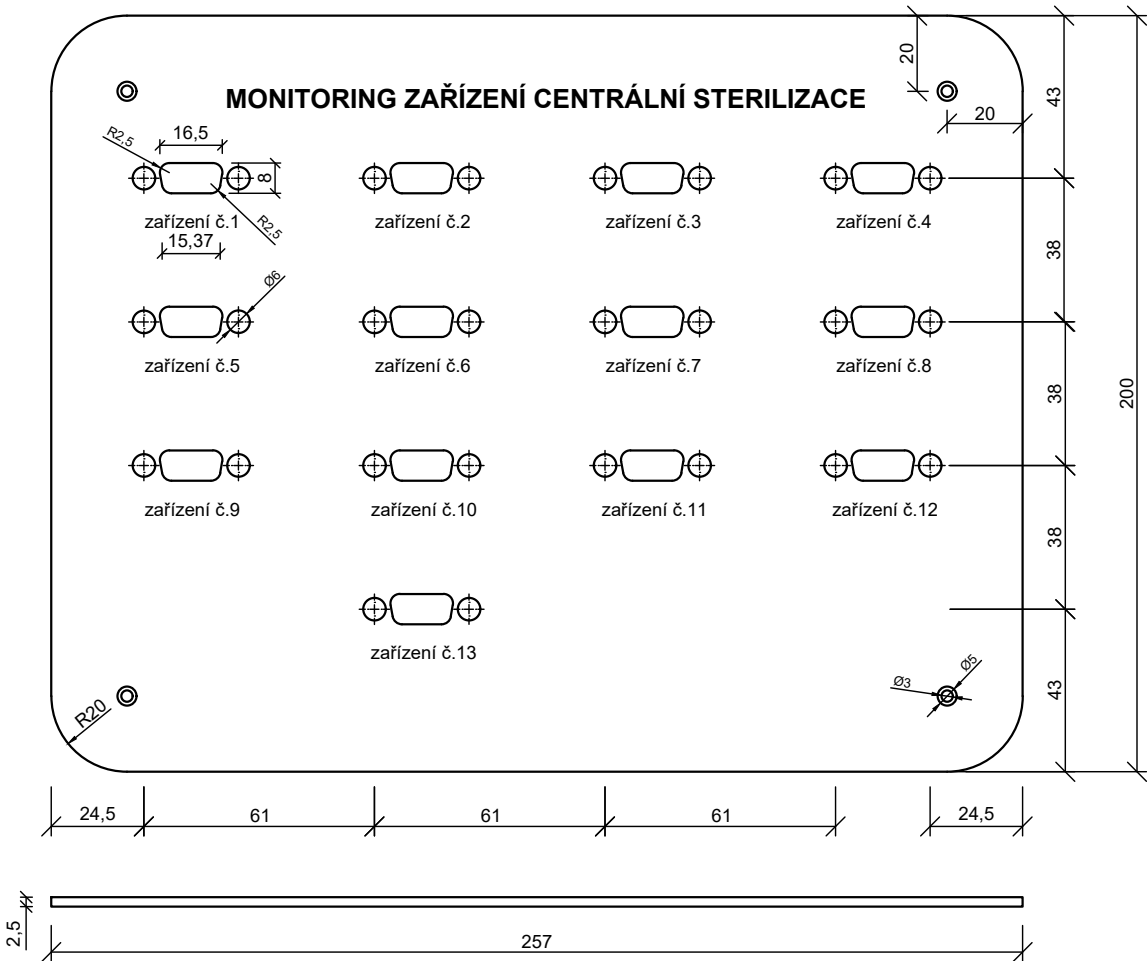 20
43
MONITORING ZAŘÍZENÍ CENTRÁLNÍ STERILIZACE
20
R2,5
16,5
8
zařízení č.1
zařízení č.2
zařízení č.3
zařízení č.4
R2,5
15,37
38
Ø6
zařízení č.5
zařízení č.6
zařízení č.7
zařízení č.8
38
200
zařízení č.9
zařízení č.10
zařízení č.11
zařízení č.12
38
zařízení č.13
Ø3
Ø5
43
R20
24,5
61
61
61
24,5
2,5
257